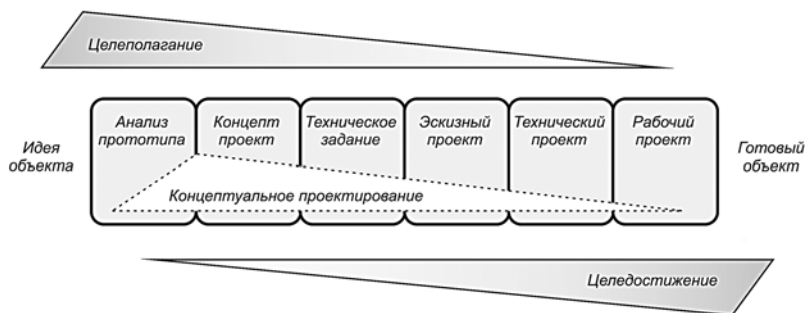 Целеполагание
Идея
объекта
Анализ
прототипа
Концепт
проект
Техническое
задание
Эскизный
проект
Технический
проект
Рабочий
проект
Готовый
объект
Концептуальное проектирование
Целедостижение